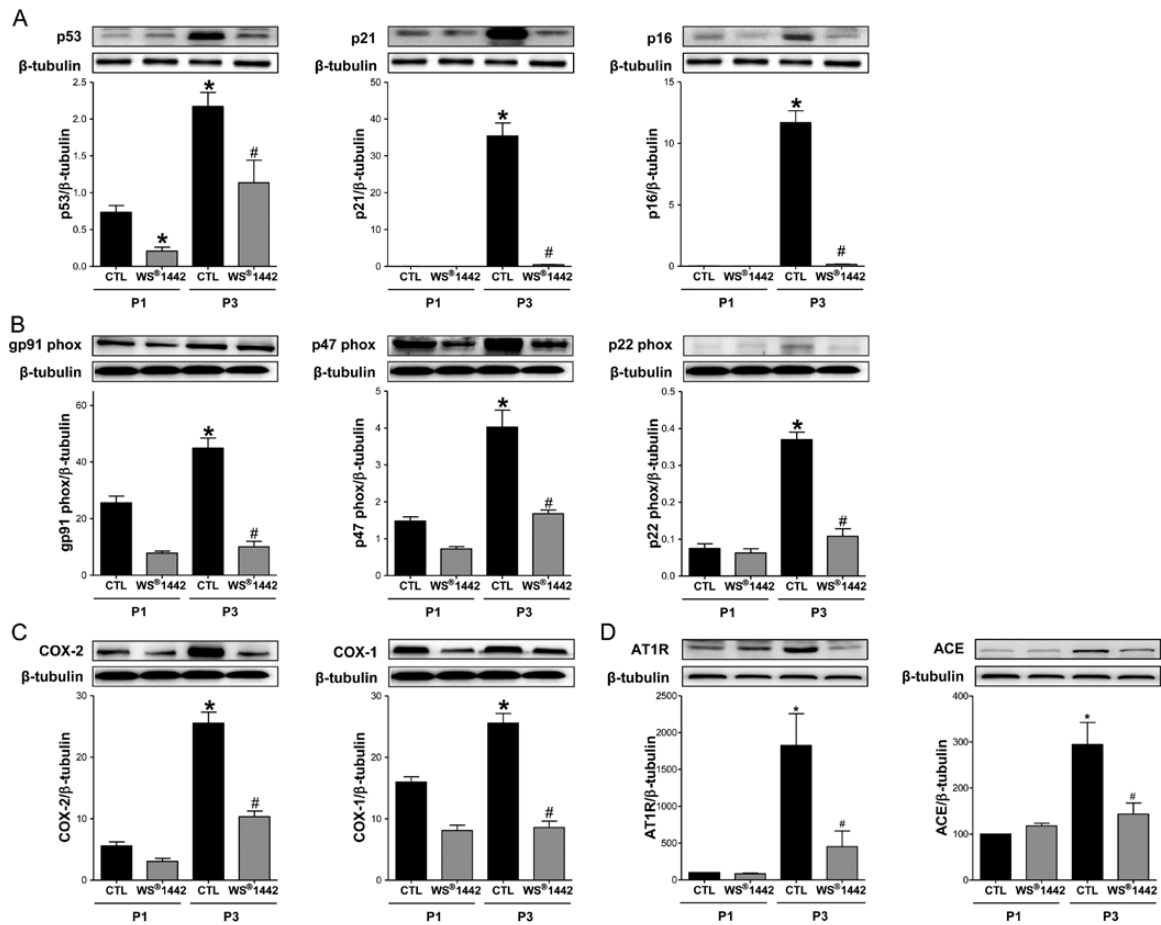 A
p53
β-tubulin
p53/β-tubulin
2.5
2.0
1.5
1.0
0.5
0.0
*
*
#
CTL WS®1442 CTL WS®1442
P1 P3
p21
β-tubulin
p21/β-tubulin
50
40
30
20
10
0
*
#
CTL WS®1442 CTL WS®1442
P1 P3
p16
β-tubulin
p16/β-tubulin
15
10
5
0
*
#
CTL WS®1442 CTL WS®1442
P1 P3
B
gp91 phox
β-tubulin
gp91 phox/β-tubulin
60
40
20
0
*
#
CTL WS®1442 CTL WS®1442
P1 P3
p47 phox
β-tubulin
p47 phox/β-tubulin
5
4
3
2
1
0
*
#
CTL WS®1442 CTL WS®1442
P1 P3
p22 phox
β-tubulin
p22 phox/β-tubulin
0.5
0.4
0.3
0.2
0.1
0.0
*
#
CTL WS®1442 CTL WS®1442
P1 P3
C
COX-2
β-tubulin
COX-2/β-tubulin
30
20
10
0
*
#
CTL WS®1442 CTL WS®1442
P1 P3
COX-1
β-tubulin
COX-1/β-tubulin
30
20
10
0
*
#
CTL WS®1442 CTL WS®1442
P1 P3
D
AT1R
β-tubulin
AT1R/β-tubulin
2500
2000
1500
1000
500
0
*
#
CTL WS®1442 CTL WS®1442
P1 P3
ACE
β-tubulin
ACE/β-tubulin
400
300
200
100
0
*
#
CTL WS®1442 CTL WS®1442
P1 P3